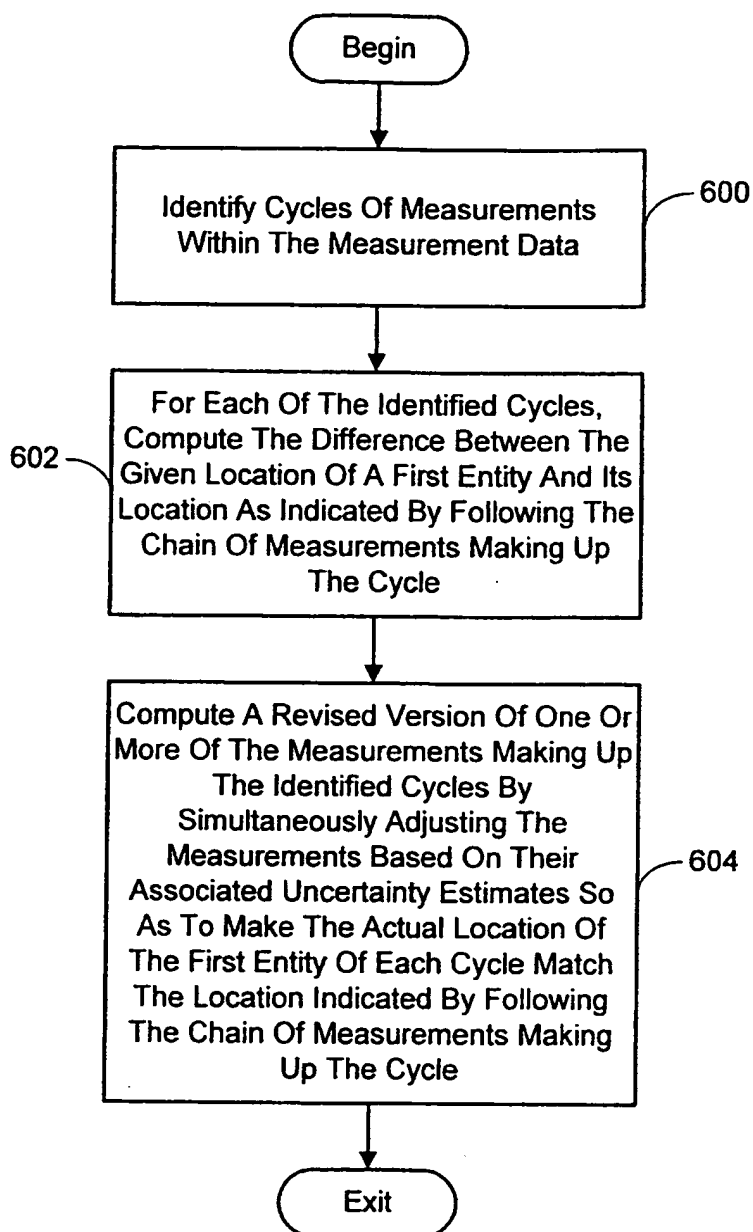 Begin
Identify Cycles Of Measurements
Within The Measurement Data
600
For Each Of The Identified Cycles,
Compute The Difference Between The
Given Location Of A First Entity And Its
Location As Indicated By Following The
Chain Of Measurements Making Up
The Cycle
602
Compute A Revised Version Of One Or
More Of The Measurements Making Up
The Identified Cycles By
Simultaneously Adjusting The
Measurements Based On Their
Associated Uncertainty Estimates So
As To Make The Actual Location Of
The First Entity Of Each Cycle Match
The Location Indicated By Following
The Chain Of Measurements Making
Up The Cycle
604
Exit